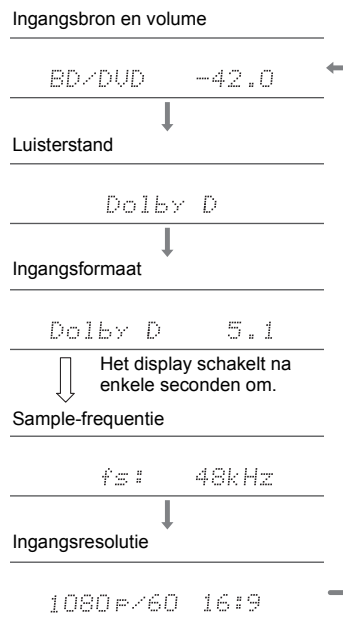 Ingangsbron en volume
BD/DVD -42.0
Luisterstand
Dolby D
Ingangsformaat
Dolby D 5.1
Het display schakelt na
enkele seconden om.
Sample-frequentie
fs: 48kHz
Ingangsresolutie
1080p/60 16:9